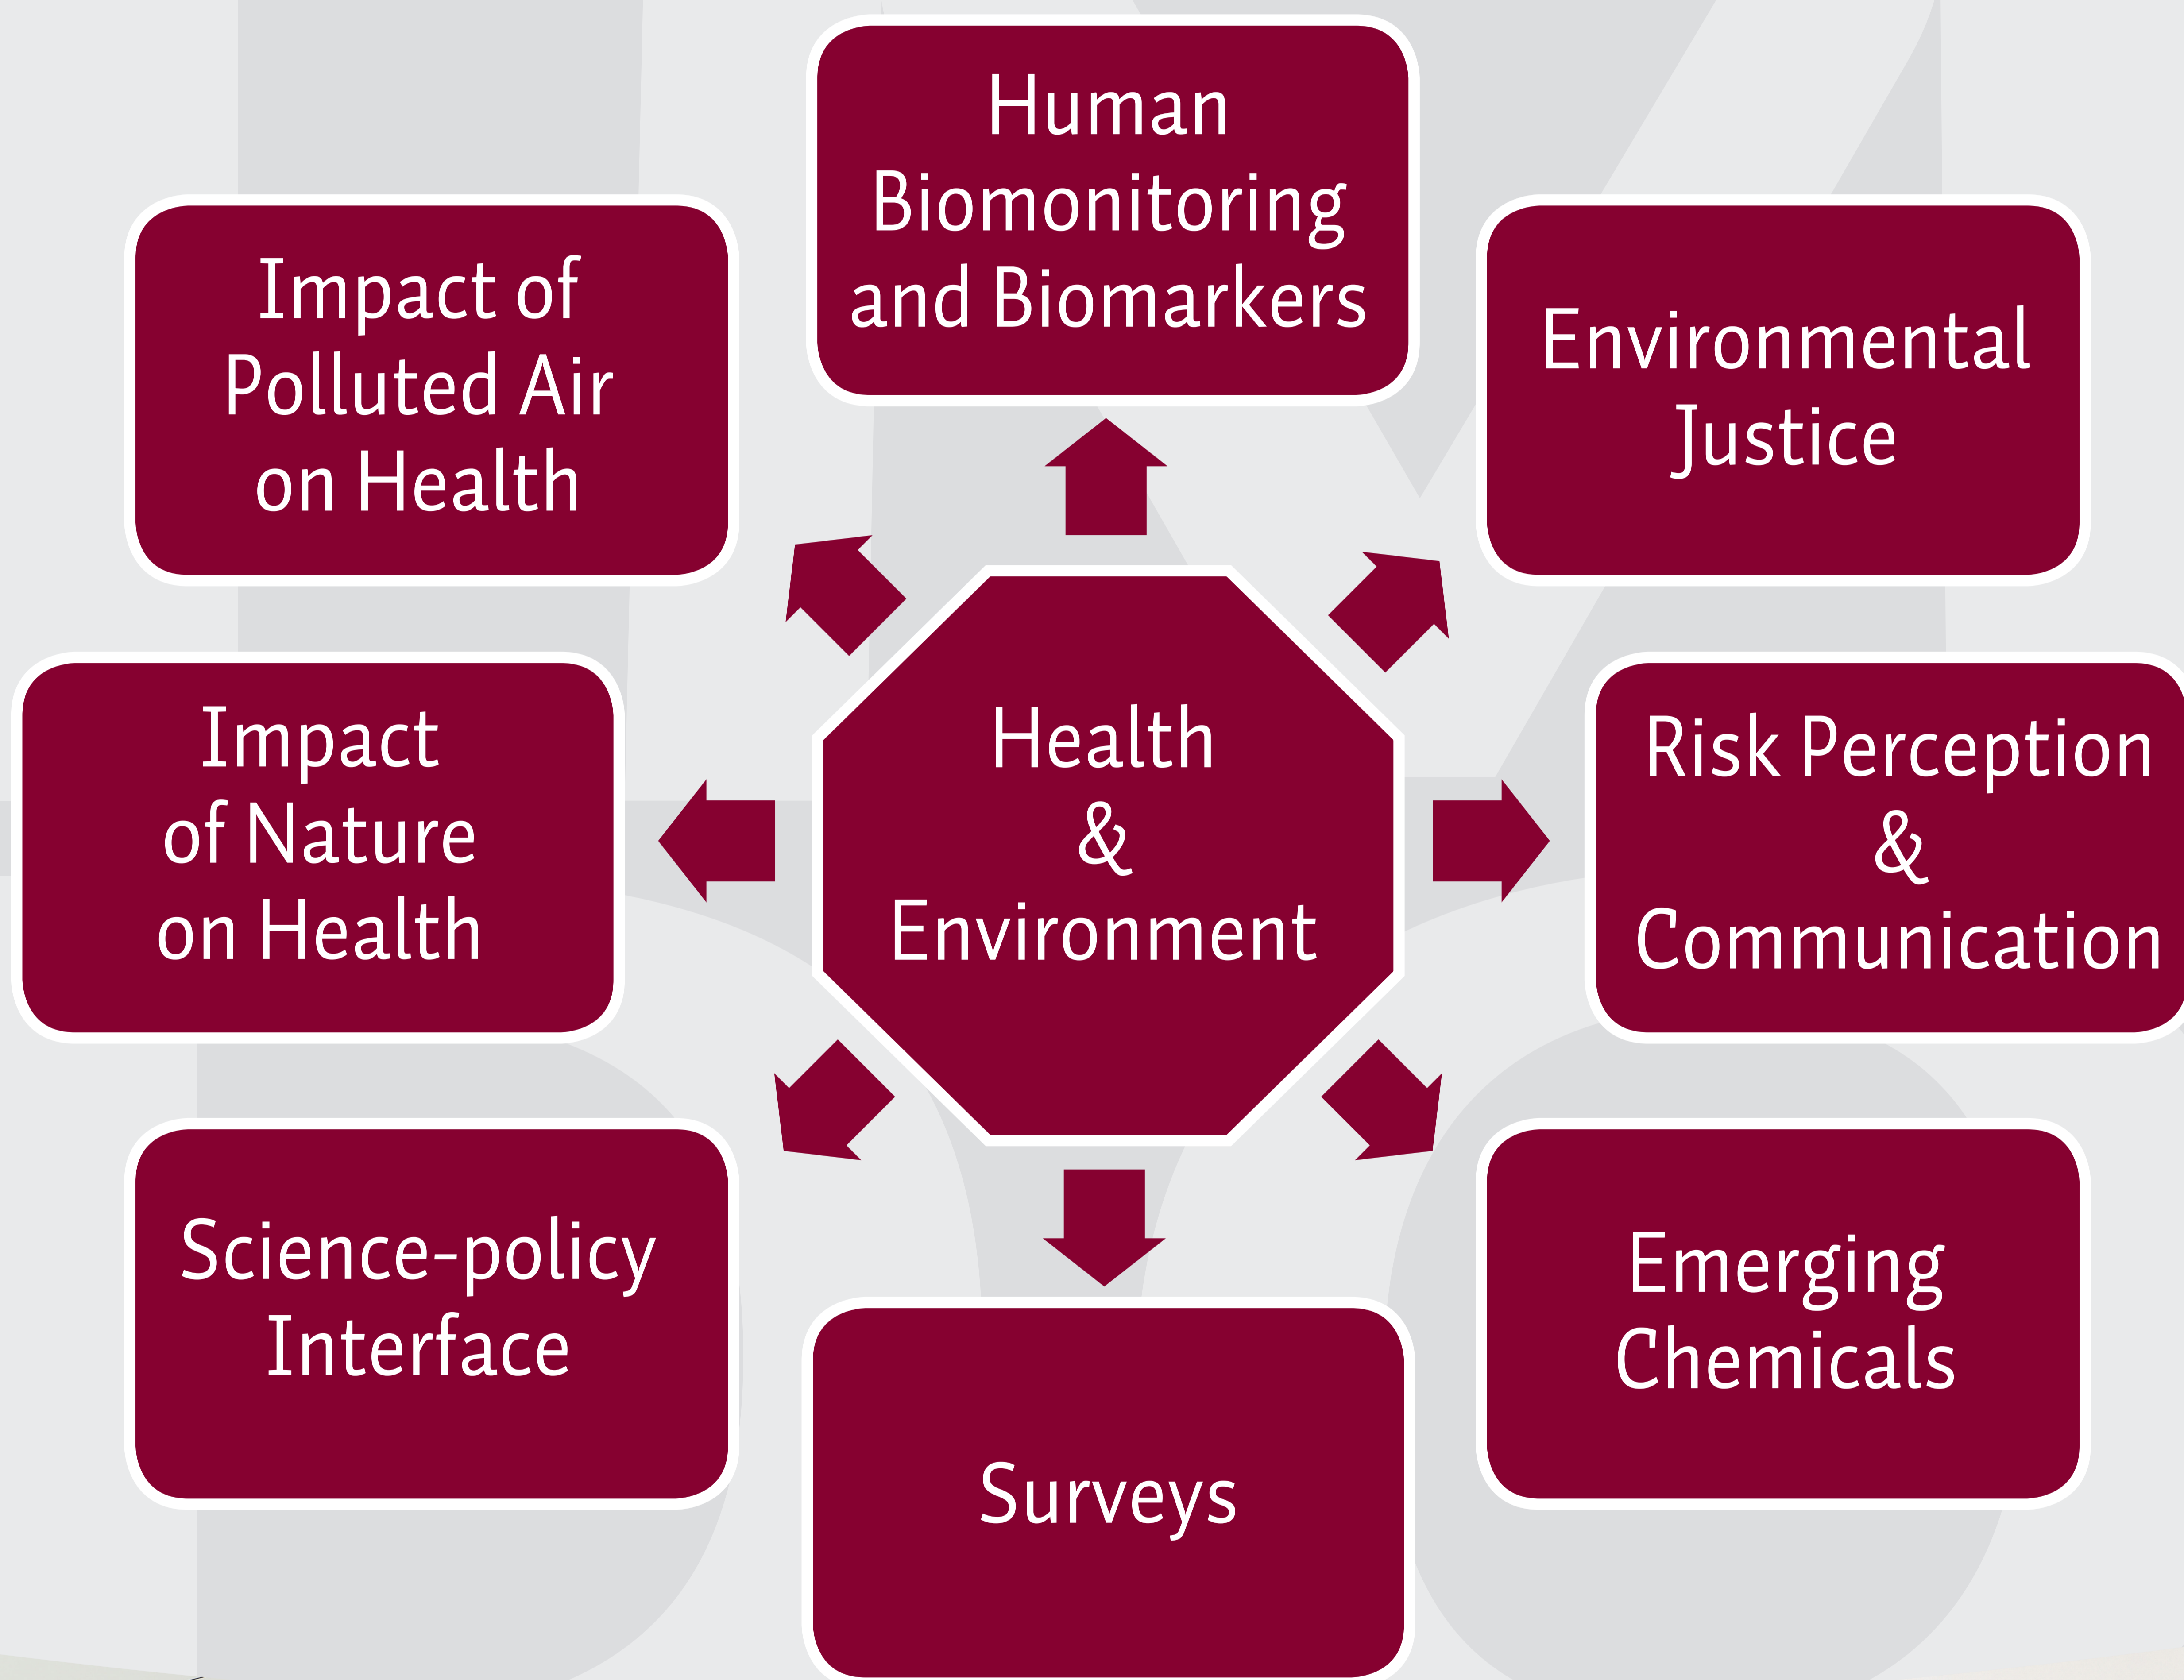 Human
Biomonitoring
and Biomarkers
Impact of
Polluted Air
on Health
Environmental
Justice
Impact
of Nature
on Health
Health
&
Environment
Risk Perception
&
Communication
Science-policy
Interface
Emerging
Chemicals
Surveys